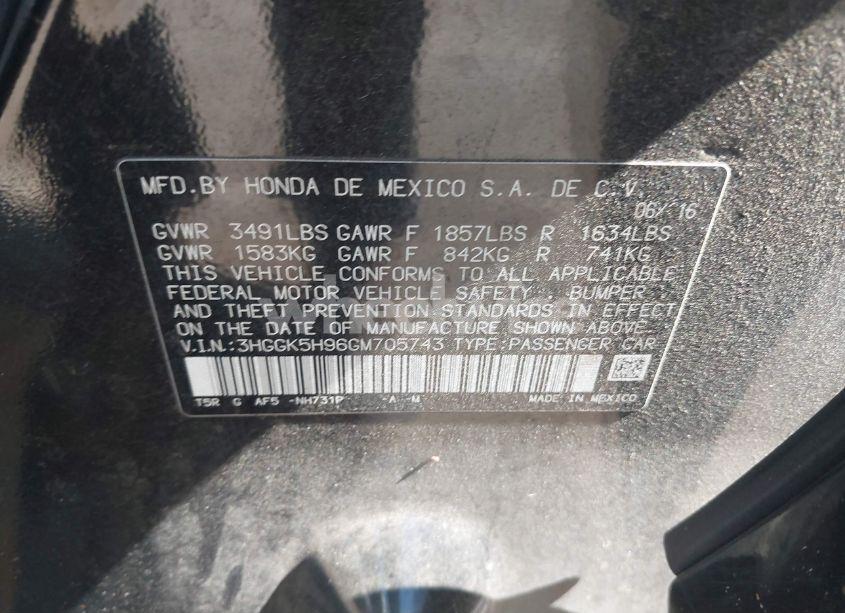 MFD.BY HONDA DE MEXICO S.A. DE C.V.
06/16
GVWR 3491LBS GAWR F 1857LBS R 1634LBS
GVWR 1583KG GAWR F 842KG R 741KG
THIS VEHICLE CONFORMS TO ALL APPLICABLE
FEDERAL MOTOR VEHICLE SAFETY, BUMPER,
AND THEFT PREVENTION STANDARDS IN EFFECT
ON THE DATE OF MANUFACTURE SHOWN ABOVE.
V.I.N.:3HGGK5H96GM705743 TYPE:PASSENGER CAR
T5R G AF5 -NH731P -A -M MADE IN MEXICO